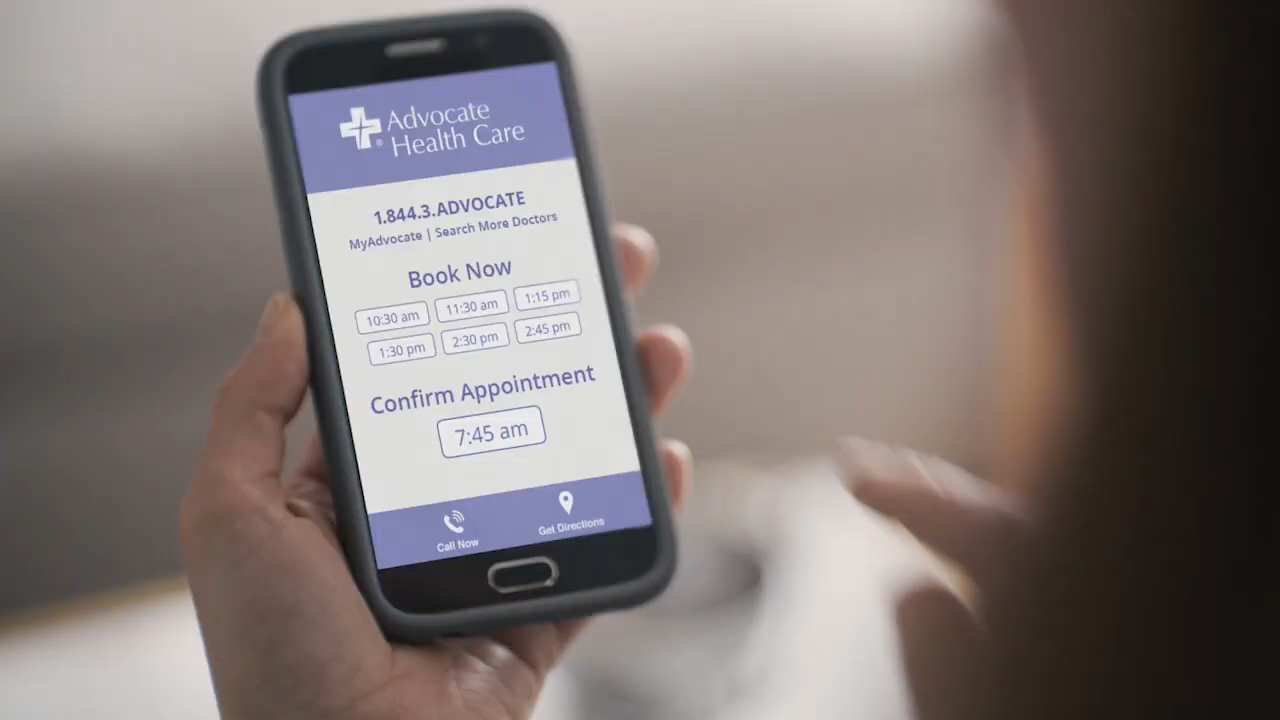 Advocate
Health Care
®
1.844.3.ADVOCATE
MyAdvocate | Search More Doctors
Book Now
10:30 am 11:30 am 1:15 pm
1:30 pm 2:30 pm 2:45 pm
Confirm Appointment
7:45 am
Call Now Get Directions